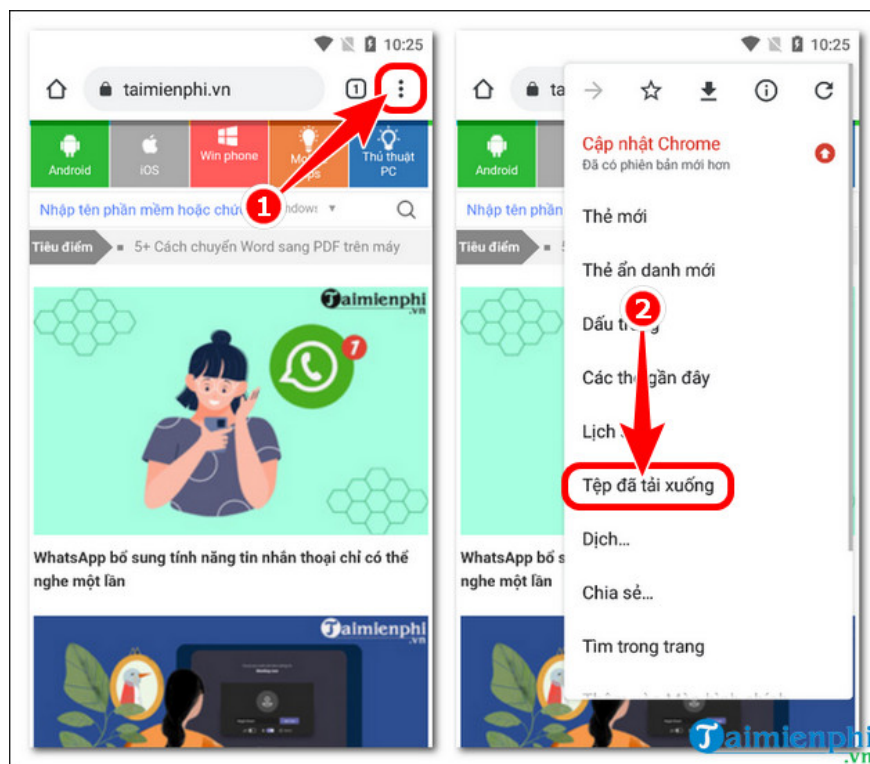 10:25
taimienphi.vn
1
Android
iOS
Win phone
Thủ thuật
PC
1
Nhập tên phần mềm hoặc
Tiêu điểm
5+ Cách chuyển Word sang PDF trên máy
Taimienphi
.vn
1
WhatsApp bổ sung tính năng tin nhắn thoại chỉ có thể
nghe một lần
Taimienphi
.vn
10:25
ta
Cập nhật Chrome
Đã có phiên bản mới hơn
Android
Nhập tên phần
Thẻ mới
Tiêu điểm
5
Thẻ ẩn danh mới
2
Dấu
Các gần đây
Lịch
Tệp đã tải xuống
Dịch...
WhatsApp bổ s
nghe một lần
Chia sẻ...
Tìm trong trang
Taimienphi
.vn